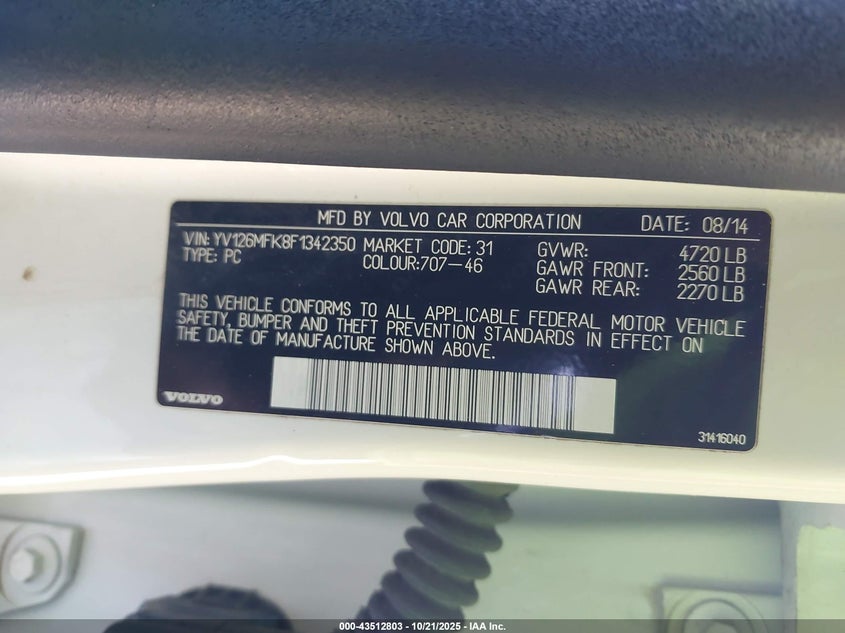 MFD BY VOLVO CAR CORPORATION DATE: 08/14
VIN: YV126MFK8F1342350 MARKET CODE: 31 GVWR: 4720 LB
TYPE: PC COLOUR:707-46 GAWR FRONT: 2560 LB
GAWR REAR: 2270 LB
THIS VEHICLE CONFORMS TO ALL APPLICABLE FEDERAL MOTOR VEHICLE
SAFETY, BUMPER AND THEFT PREVENTION STANDARDS IN EFFECT ON
THE DATE OF MANUFACTURE SHOWN ABOVE.
VOLVO
31416040
000-43512803 - 10/21/2025 - IAA Inc.